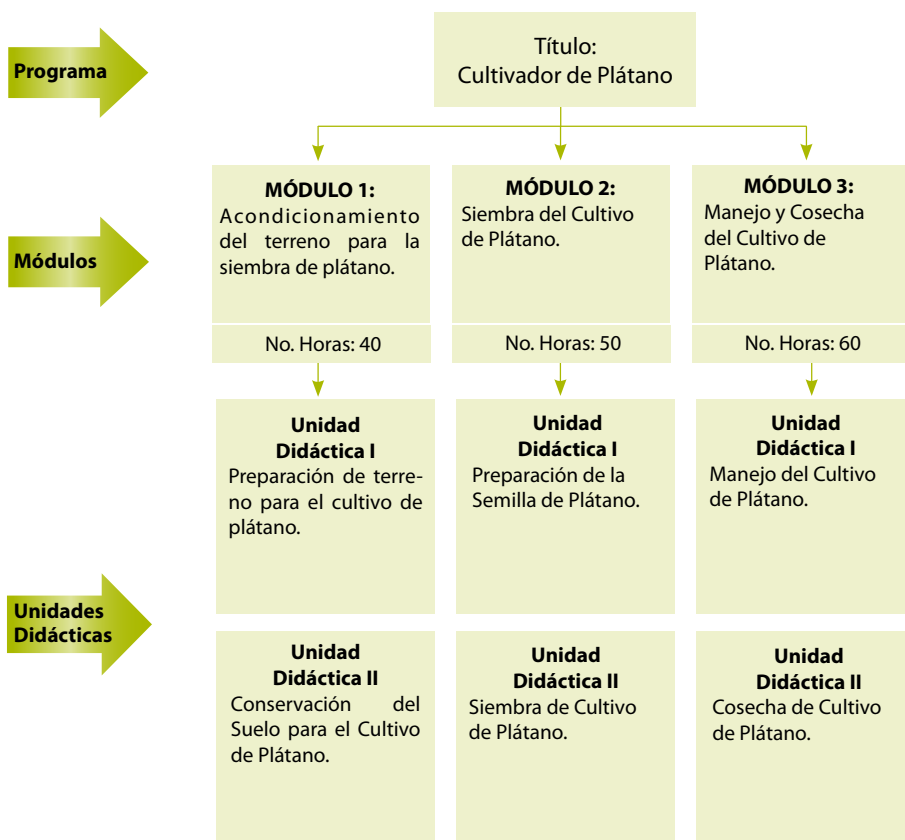 Programa
Título:
Cultivador de Plátano
Módulos
MÓDULO 1:
Acondicionamiento
del terreno para la
siembra de plátano.
No. Horas: 40
MÓDULO 2:
Siembra del Cultivo
de Plátano.
No. Horas: 50
MÓDULO 3:
Manejo y Cosecha
del Cultivo de
Plátano.
No. Horas: 60
Unidades
Didácticas
Unidad
Didáctica I
Preparación de terre-
no para el cultivo de
plátano.
Unidad
Didáctica I
Preparación de la
Semilla de Plátano.
Unidad
Didáctica I
Manejo del Cultivo
de Plátano.
Unidad
Didáctica II
Conservación del
Suelo para el Cultivo
de Plátano.
Unidad
Didáctica II
Siembra de Cultivo
de Plátano.
Unidad
Didáctica II
Cosecha de Cultivo
de Plátano.